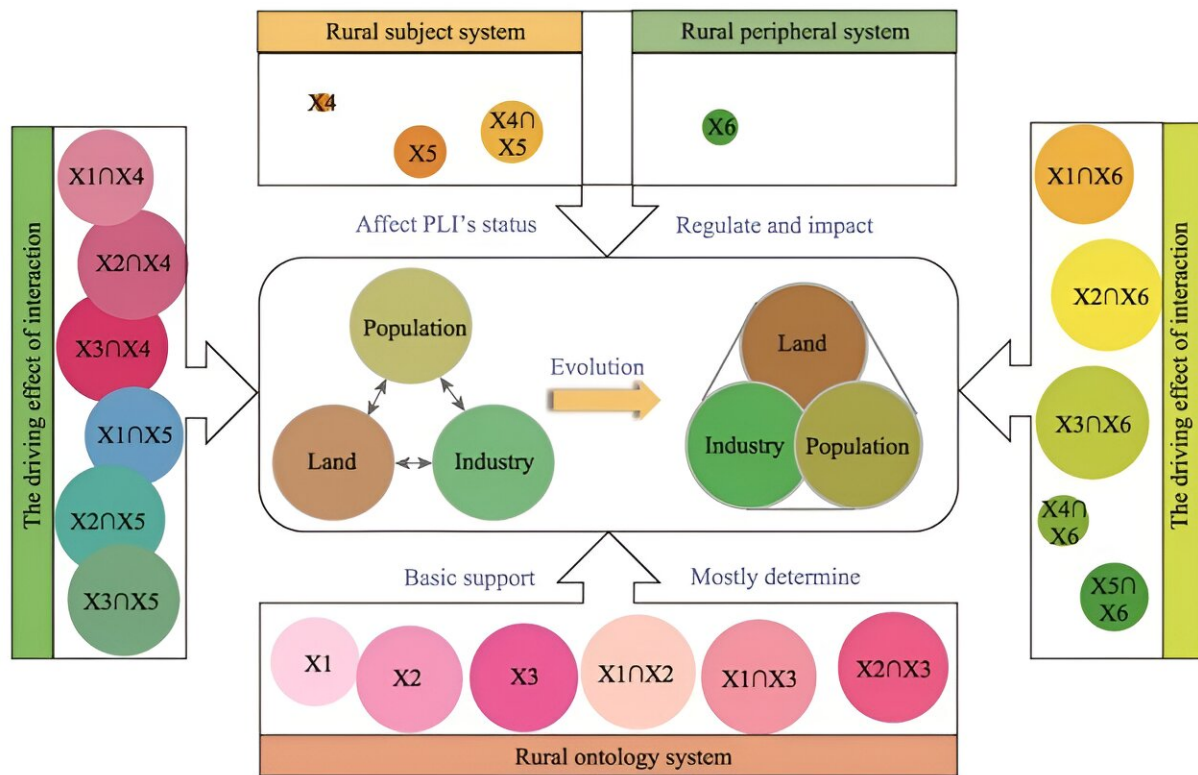 Rural subject system
Rural peripheral system
X4
X5
X4∩
X5
X6
The driving effect of interaction
X1∩X4
X2∩X4
X3∩X4
X1∩X5
X2∩X5
X3∩X5
Affect PLI's status
Regulate and impact
Population
Land
Industry
Evolution
Land
Industry
Population
X1∩X6
X2∩X6
X3∩X6
X4∩
X6
X5∩
X6
The driving effect of interaction
Basic support
Mostly determine
X1
X2
X3
X1∩X2
X1∩X3
X2∩X3
Rural ontology system